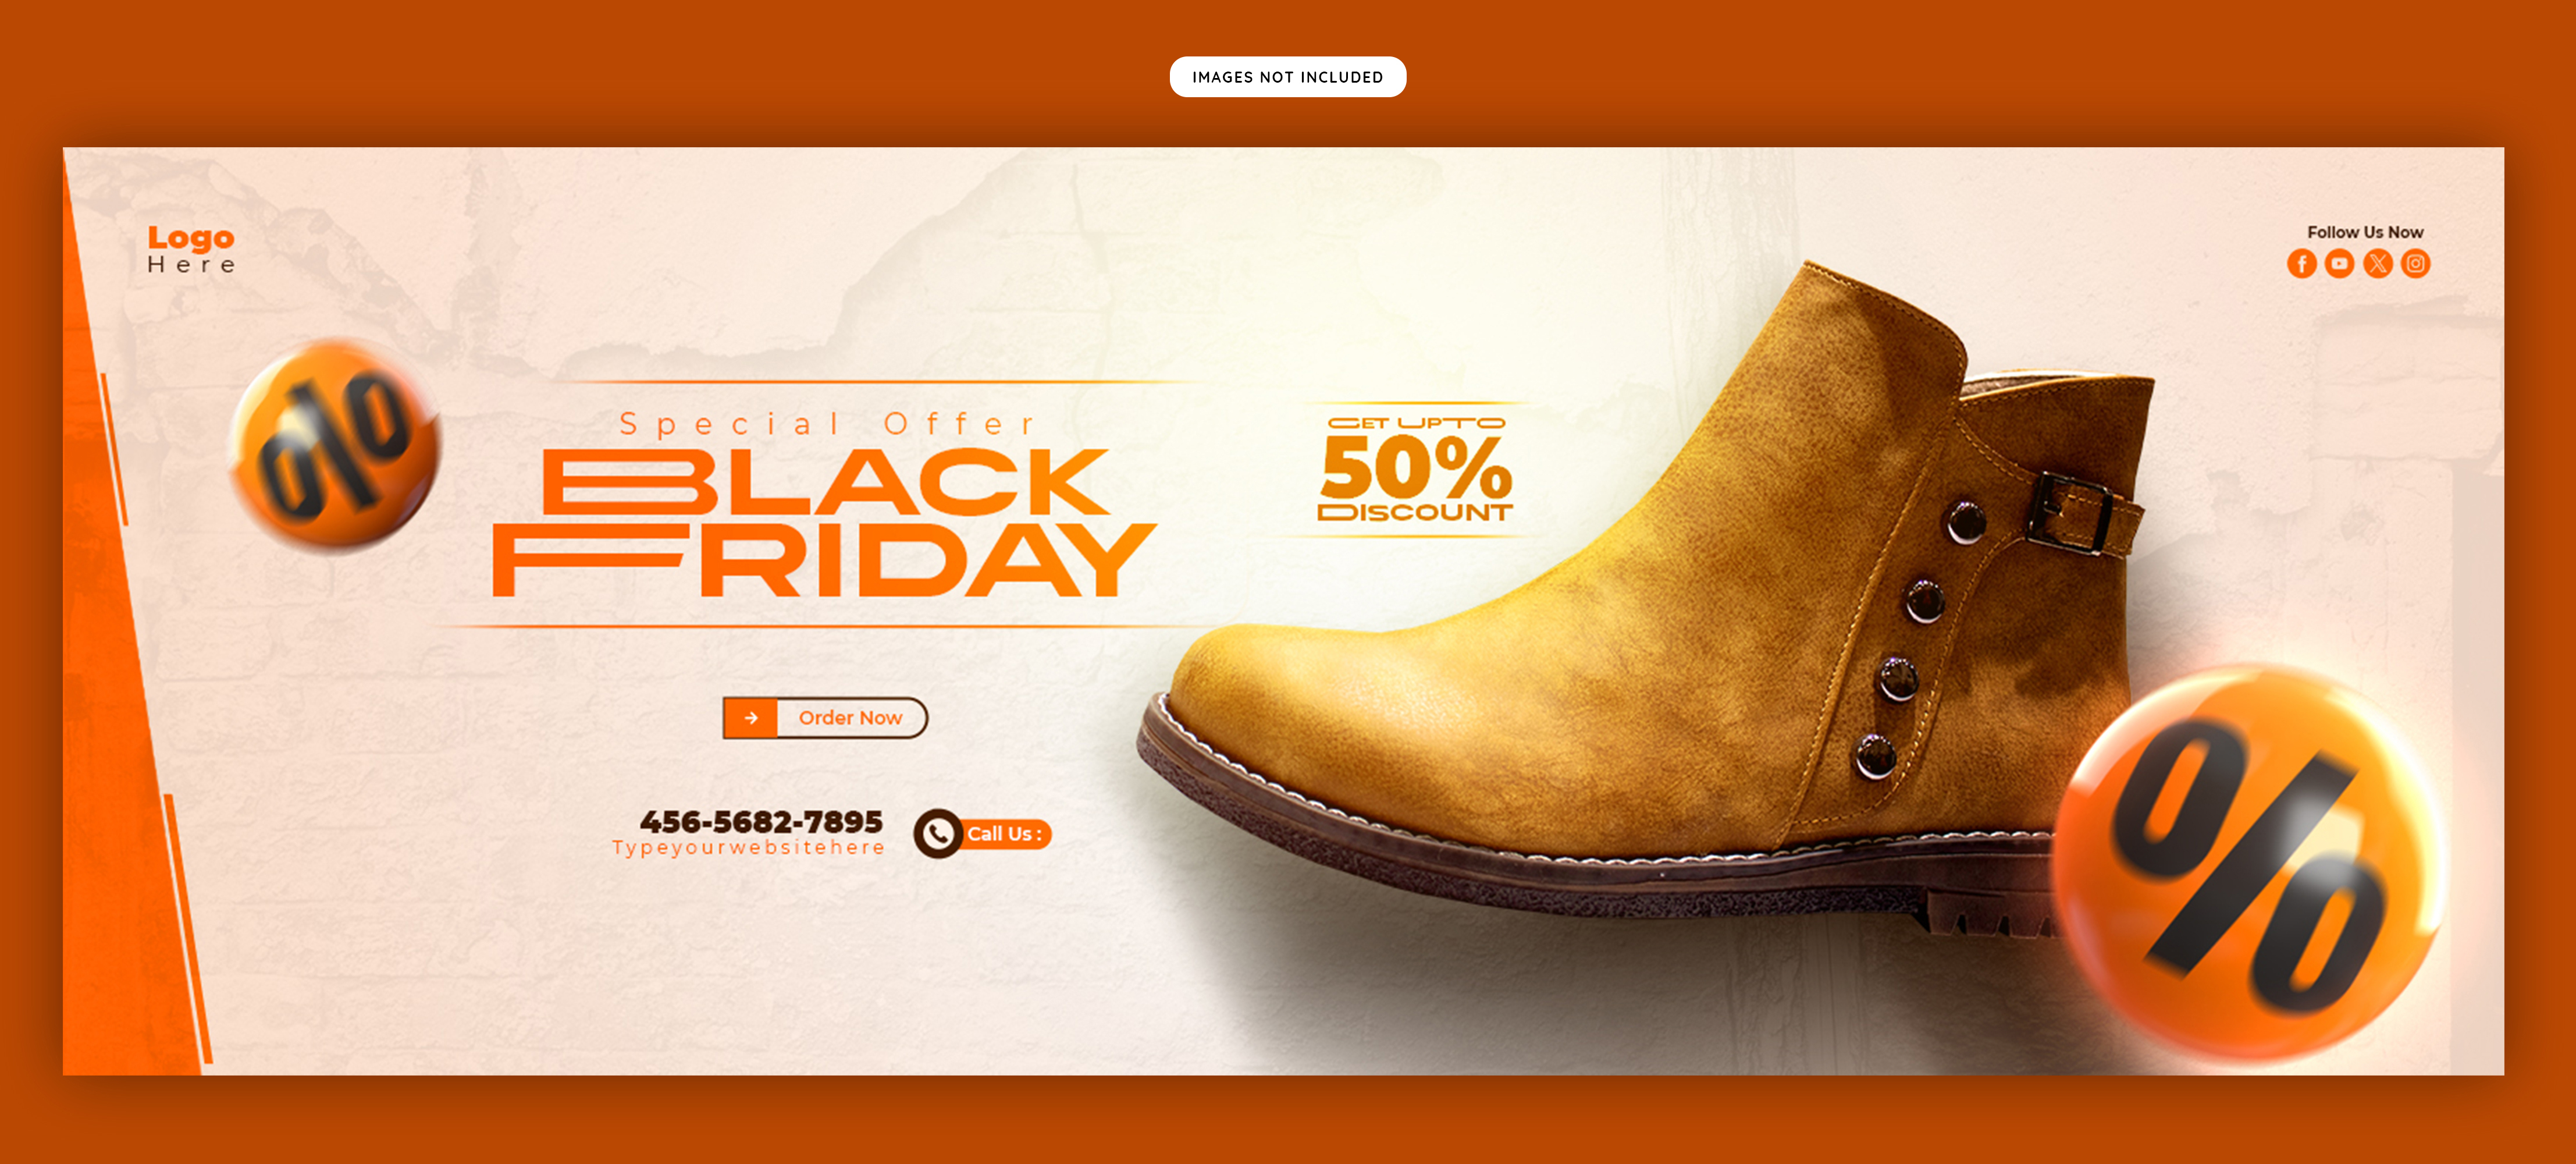 IMAGES NOT INCLUDED
Logo
Here
Follow Us Now
%
Special Offer
BLACK
FRIDAY
GET UPTO
50%
DISCOUNT
Order Now
456-5682-7895
Typeyourwebsitehere
Call Us :
%